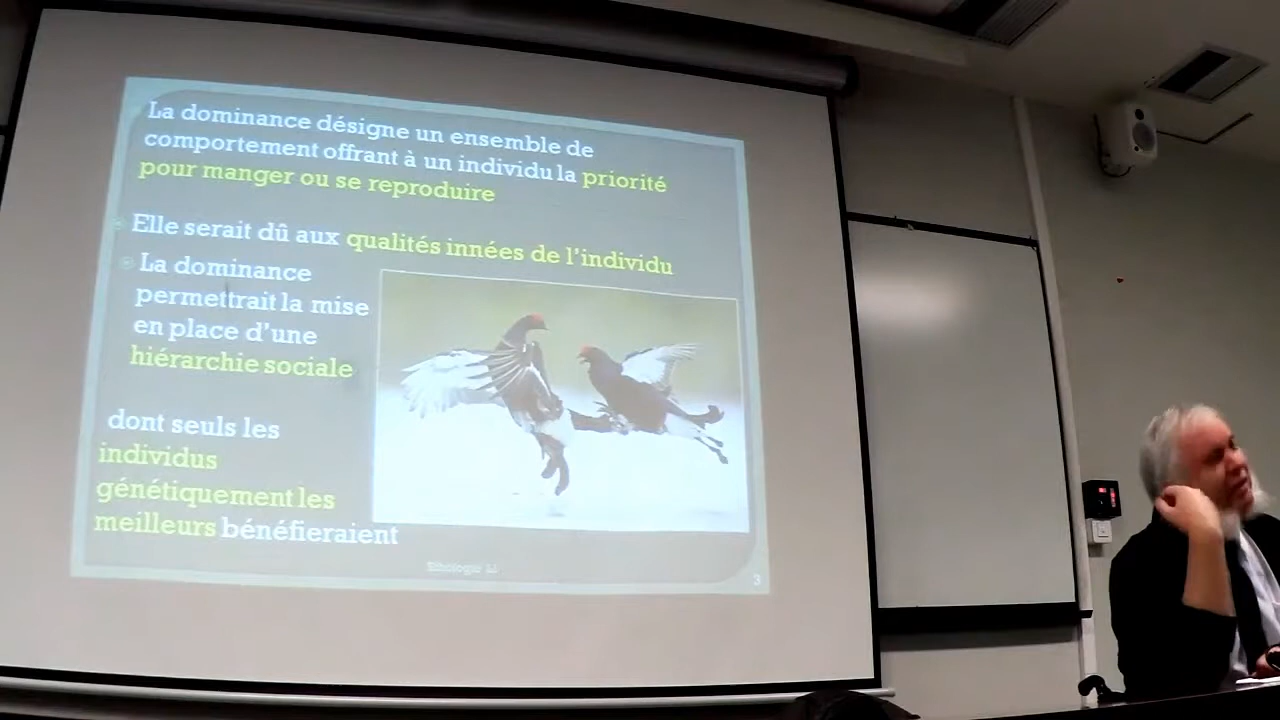 La dominance désigne un ensemble de
comportement offrant à un individu la priorité
pour manger ou se reproduire
Elle serait dû aux qualités innées de l'individu
La dominance
permettrait la mise
en place d'une
hiérarchie sociale
dont seuls les
individus
génétiquement les
meilleurs bénéfieraient
Ethologie
3